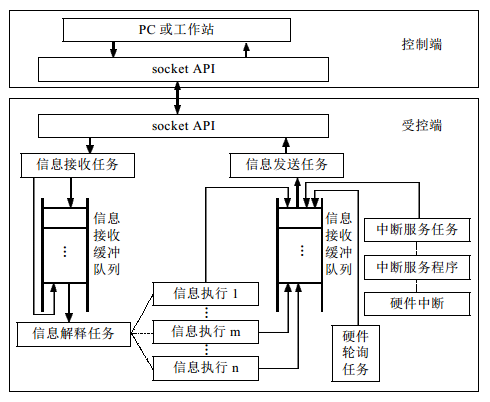 PC 或工作站
控制端
socket API
socket API
受控端
信息接收任务
信息发送任务
信息
接收
缓冲
队列
⋮
信息
接收
缓冲
队列
⋮
中断服务任务
中断服务程序
硬件中断
信息执行 1
⋮
信息执行 m
⋮
信息执行 n
信息解释任务
硬件
轮询
任务